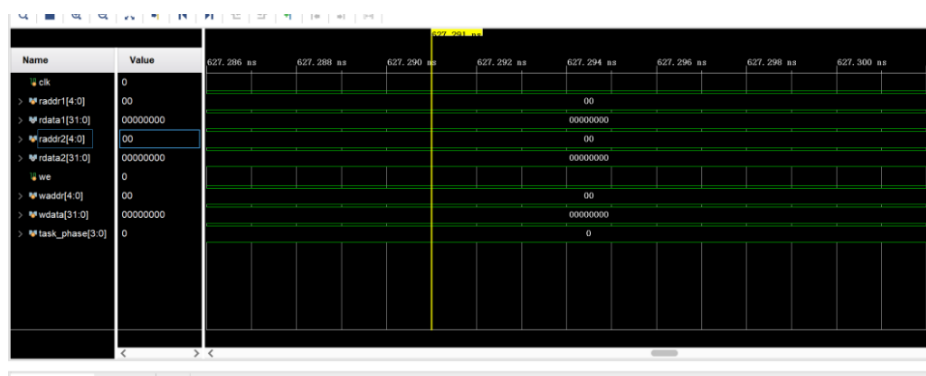 627.291 ns
Name Value 627.286 ns 627.288 ns 627.290 ns 627.292 ns 627.294 ns 627.296 ns 627.298 ns 627.300 ns
clk 0
raddr1[4:0] 00 00
rdata1[31:0] 00000000 00000000
raddr2[4:0] 00 00
rdata2[31:0] 00000000 00000000
we 0
waddr[4:0] 00 00
wdata[31:0] 00000000 00000000
task_phase[3:0] 0 0